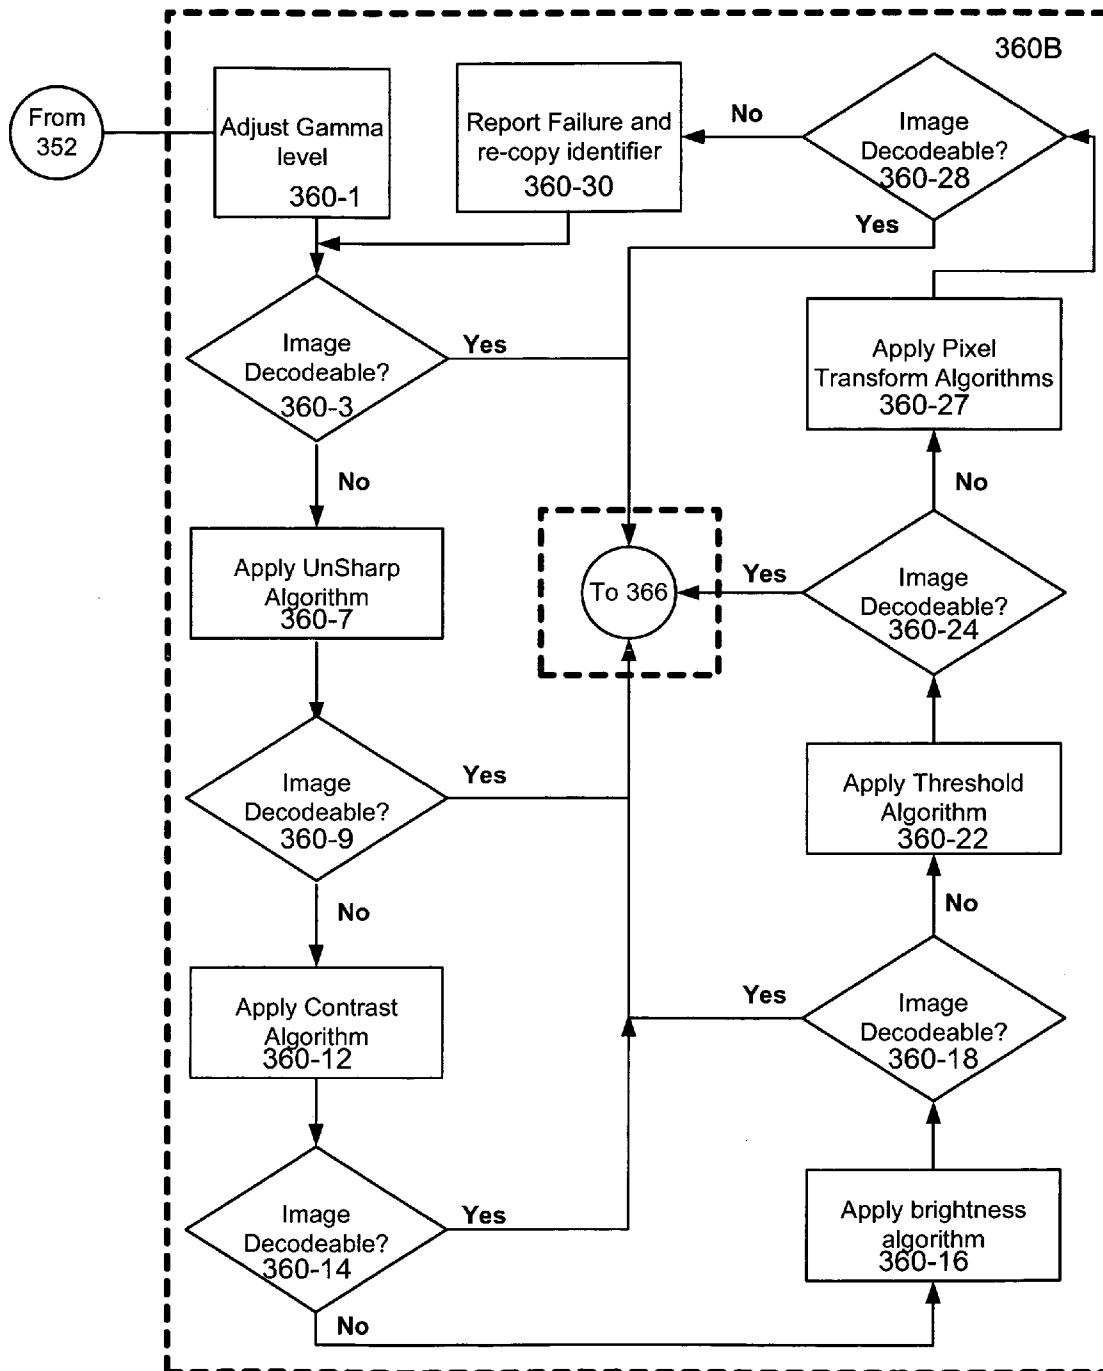 360B
From
352
Adjust Gamma
level
360-1
Report Failure and
re-copy identifier
360-30
No
Image
Decodeable?
360-28
Yes
Image
Decodeable?
360-3
Yes
No
Apply Pixel
Transform Algorithms
360-27
No
Apply UnSharp
Algorithm
360-7
To 366
Yes
Image
Decodeable?
360-24
Image
Decodeable?
360-9
Yes
No
Apply Threshold
Algorithm
360-22
No
Apply Contrast
Algorithm
360-12
Yes
Image
Decodeable?
360-18
Image
Decodeable?
360-14
Yes
No
Apply brightness
algorithm
360-16